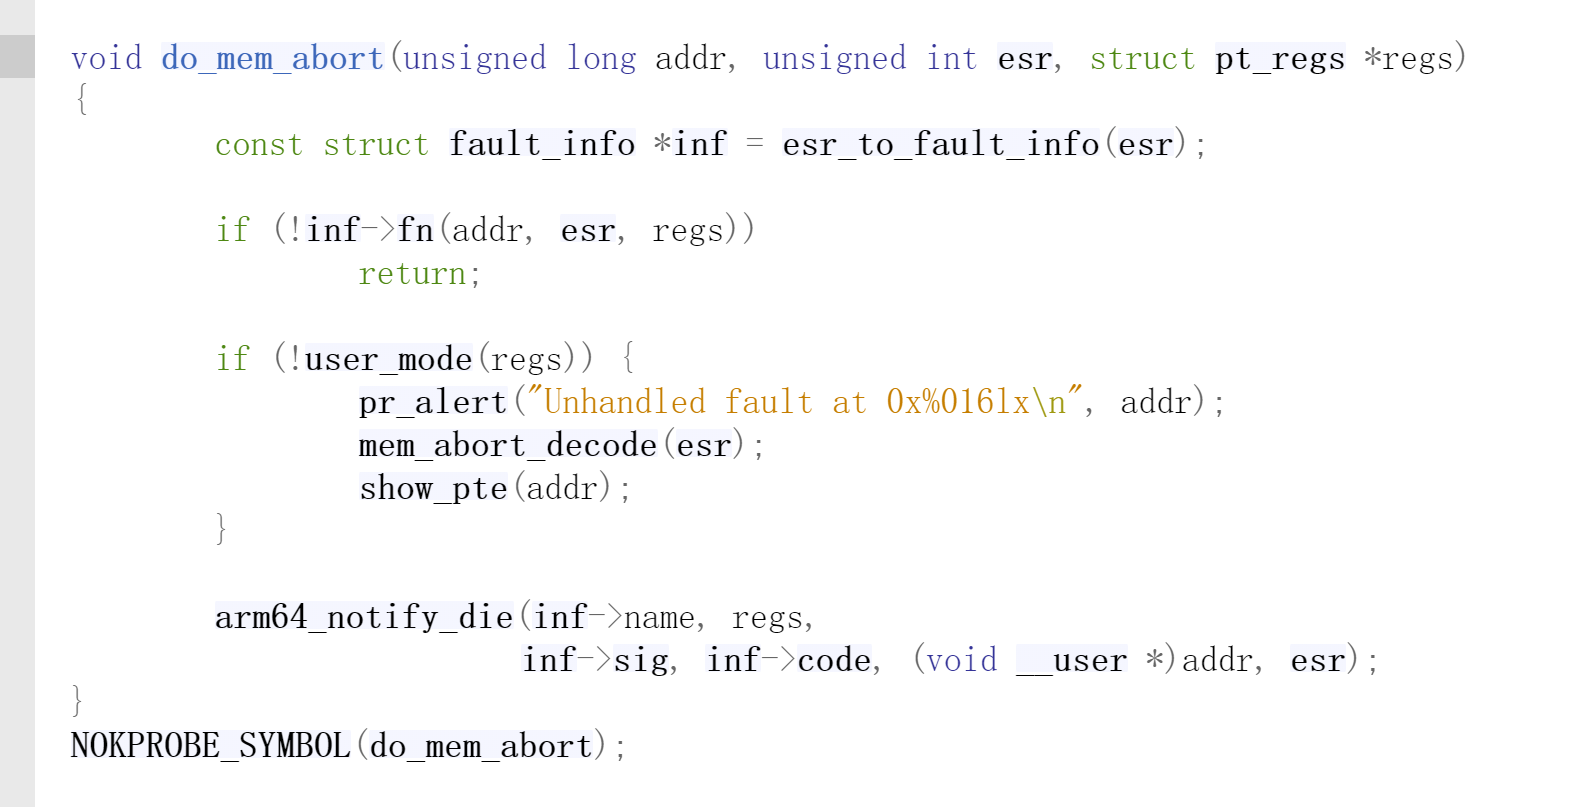 void do_mem_abort(unsigned long addr, unsigned int esr, struct pt_regs *regs)
{
        const struct fault_info *inf = esr_to_fault_info(esr);

        if (!inf->fn(addr, esr, regs))
                return;

        if (!user_mode(regs)) {
                pr_alert("Unhandled fault at 0x%016lx\n", addr);
                mem_abort_decode(esr);
                show_pte(addr);
        }

        arm64_notify_die(inf->name, regs,
                         inf->sig, inf->code, (void __user *)addr, esr);
}
NOKPROBE_SYMBOL(do_mem_abort);